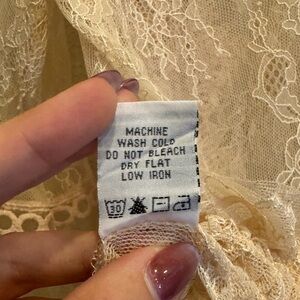 MACHINE
WASH COLD
DO NOT BLEACH
DRY FLAT
LOW IRON
30